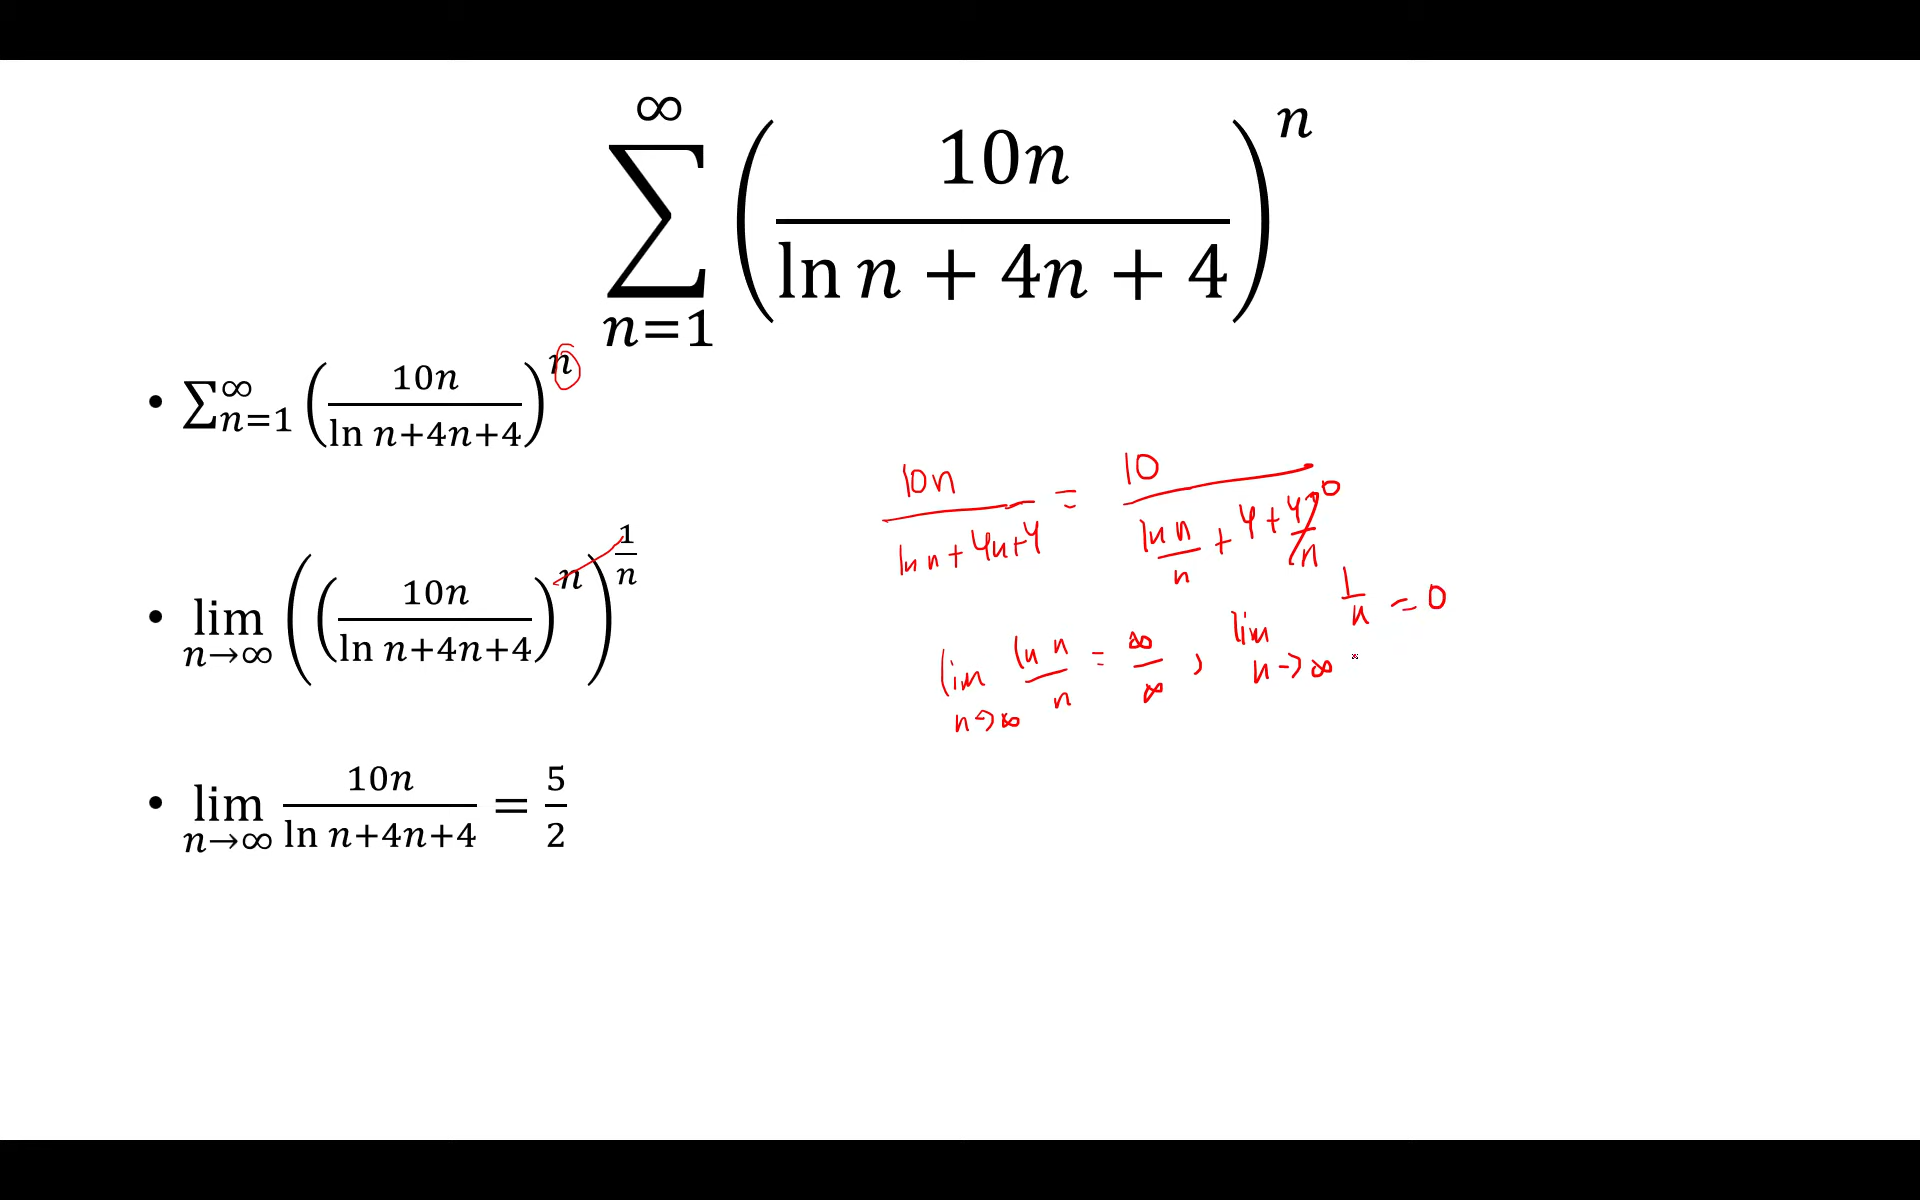 ∑_{n=1}^{∞} (10n / (ln n + 4n + 4))^n
• ∑_{n=1}^{∞} (10n / (ln n+4n+4))^n
10n / (ln n + 4n + 4) = 10 / (ln n / n + 4 + 4/n) 0
• lim_{n→∞} ((10n / (ln n+4n+4))^n)^{1/n}
lim_{n→∞} ln n / n = ∞/∞ , lim_{n→∞} 1/n = 0
• lim_{n→∞} 10n / (ln n+4n+4) = 5/2